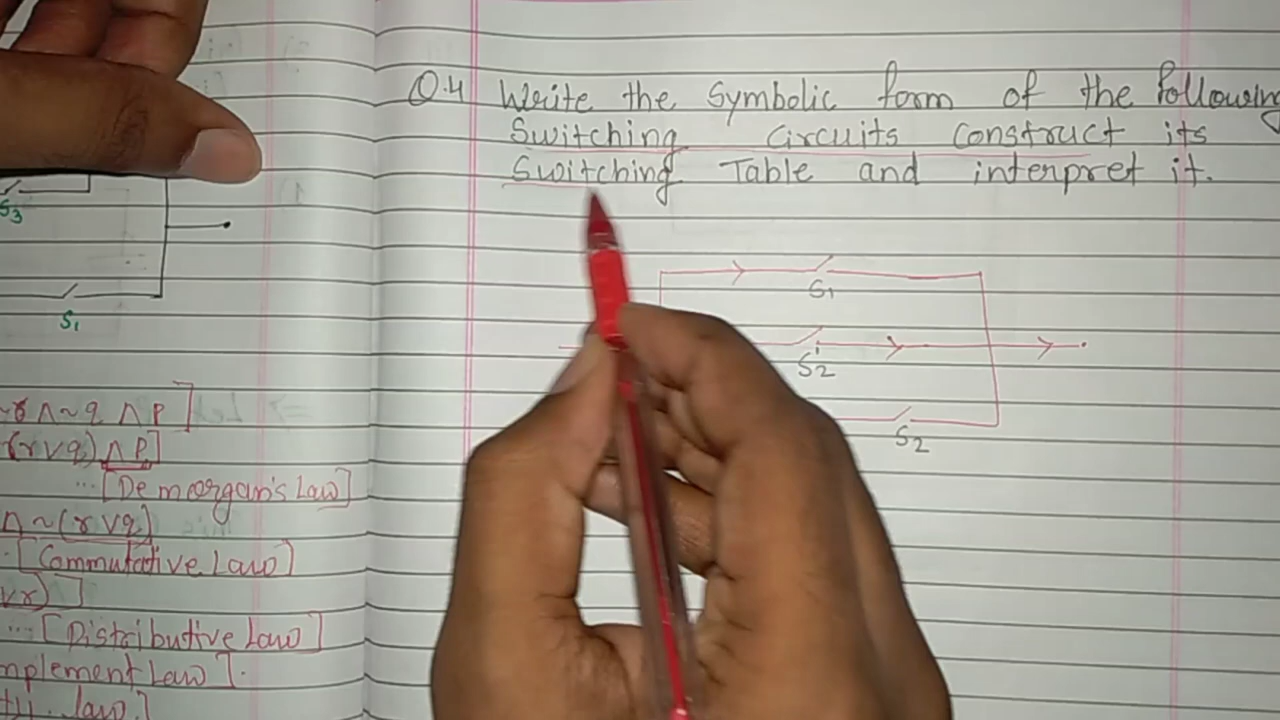 S3
S1
~r ∧ ~q ∧ P ]
(r ∨ q) ∧ P]
... [De morgan's Law]
∧ ~(r ∨ q)
[Commutative Law]
∨r) ]
... [Distributive Law]
mplement Law].
Law]
Q.4 Write the Symbolic form of the following
Switching circuits construct its
Switching Table and interpret it.
S1
S2
S2